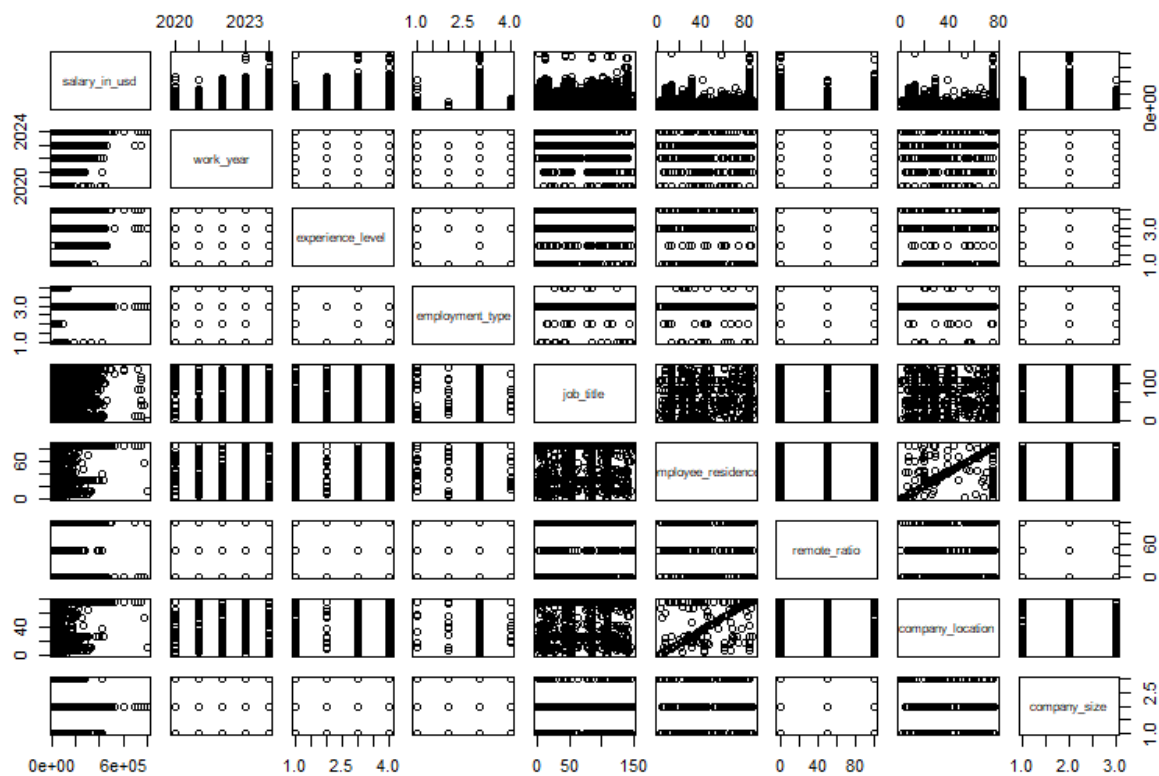 2020 2023 1.0 2.5 4.0 0 40 80 0 40 80
salary_in_usd 0e+00
2020 2024 work_year
experience_level 1.0 3.0
1.0 3.0 employment_type
job_title 0 100
0 60 mployee_residence
remote_ratio 0 60
0 40 company_location
company_size 1.0 2.5
0e+00 6e+05 1.0 2.5 4.0 0 50 150 0 40 80 1.0 2.0 3.0